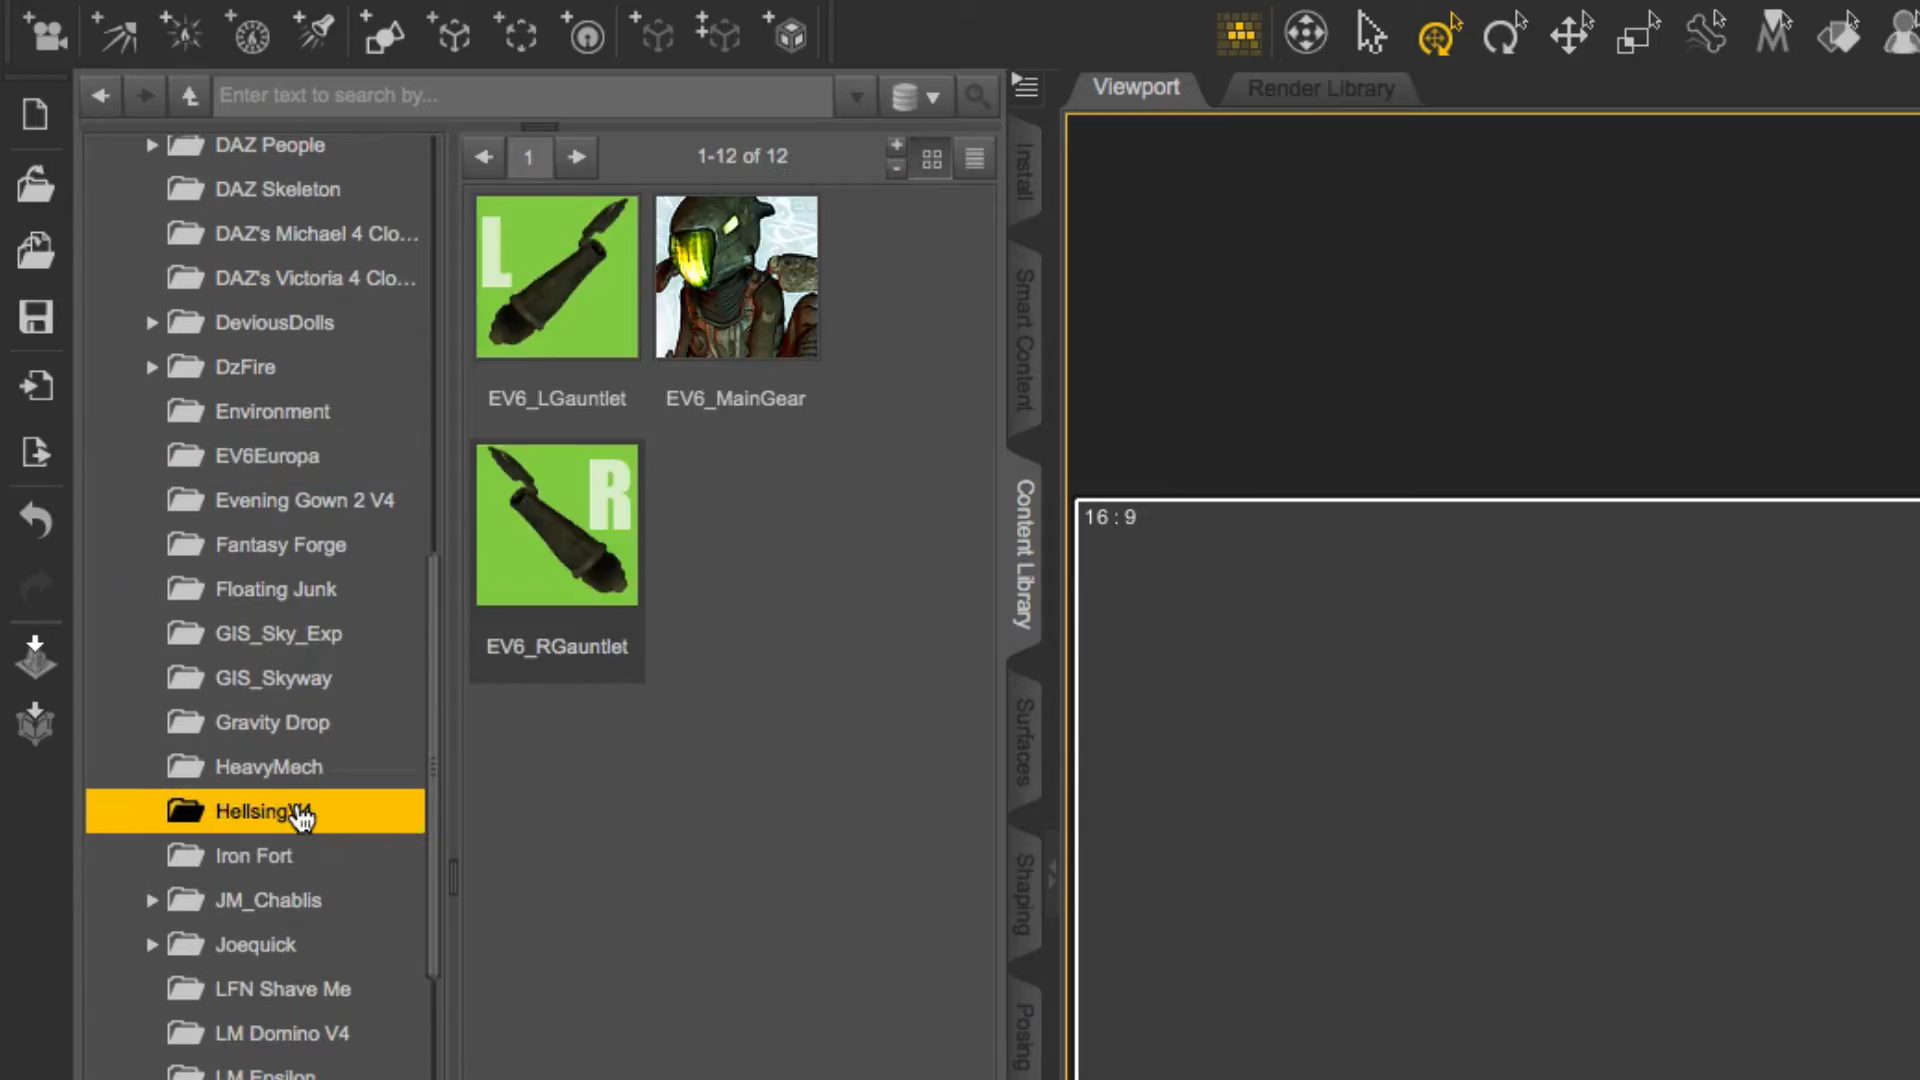 Enter text to search by...
Viewport
Render Library
DAZ People
DAZ Skeleton
DAZ's Michael 4 Clo...
DAZ's Victoria 4 Clo...
DeviousDolls
DzFire
Environment
EV6Europa
Evening Gown 2 V4
Fantasy Forge
Floating Junk
GIS_Sky_Exp
GIS_Skyway
Gravity Drop
HeavyMech
HellsingV4
Iron Fort
JM_Chablis
Joequick
LFN Shave Me
LM Domino V4
LM Epsilon
1
1-12 of 12
L
EV6_LGauntlet
EV6_MainGear
R
EV6_RGauntlet
Install
Smart Content
Content Library
Surfaces
Shaping
Posing
16 : 9